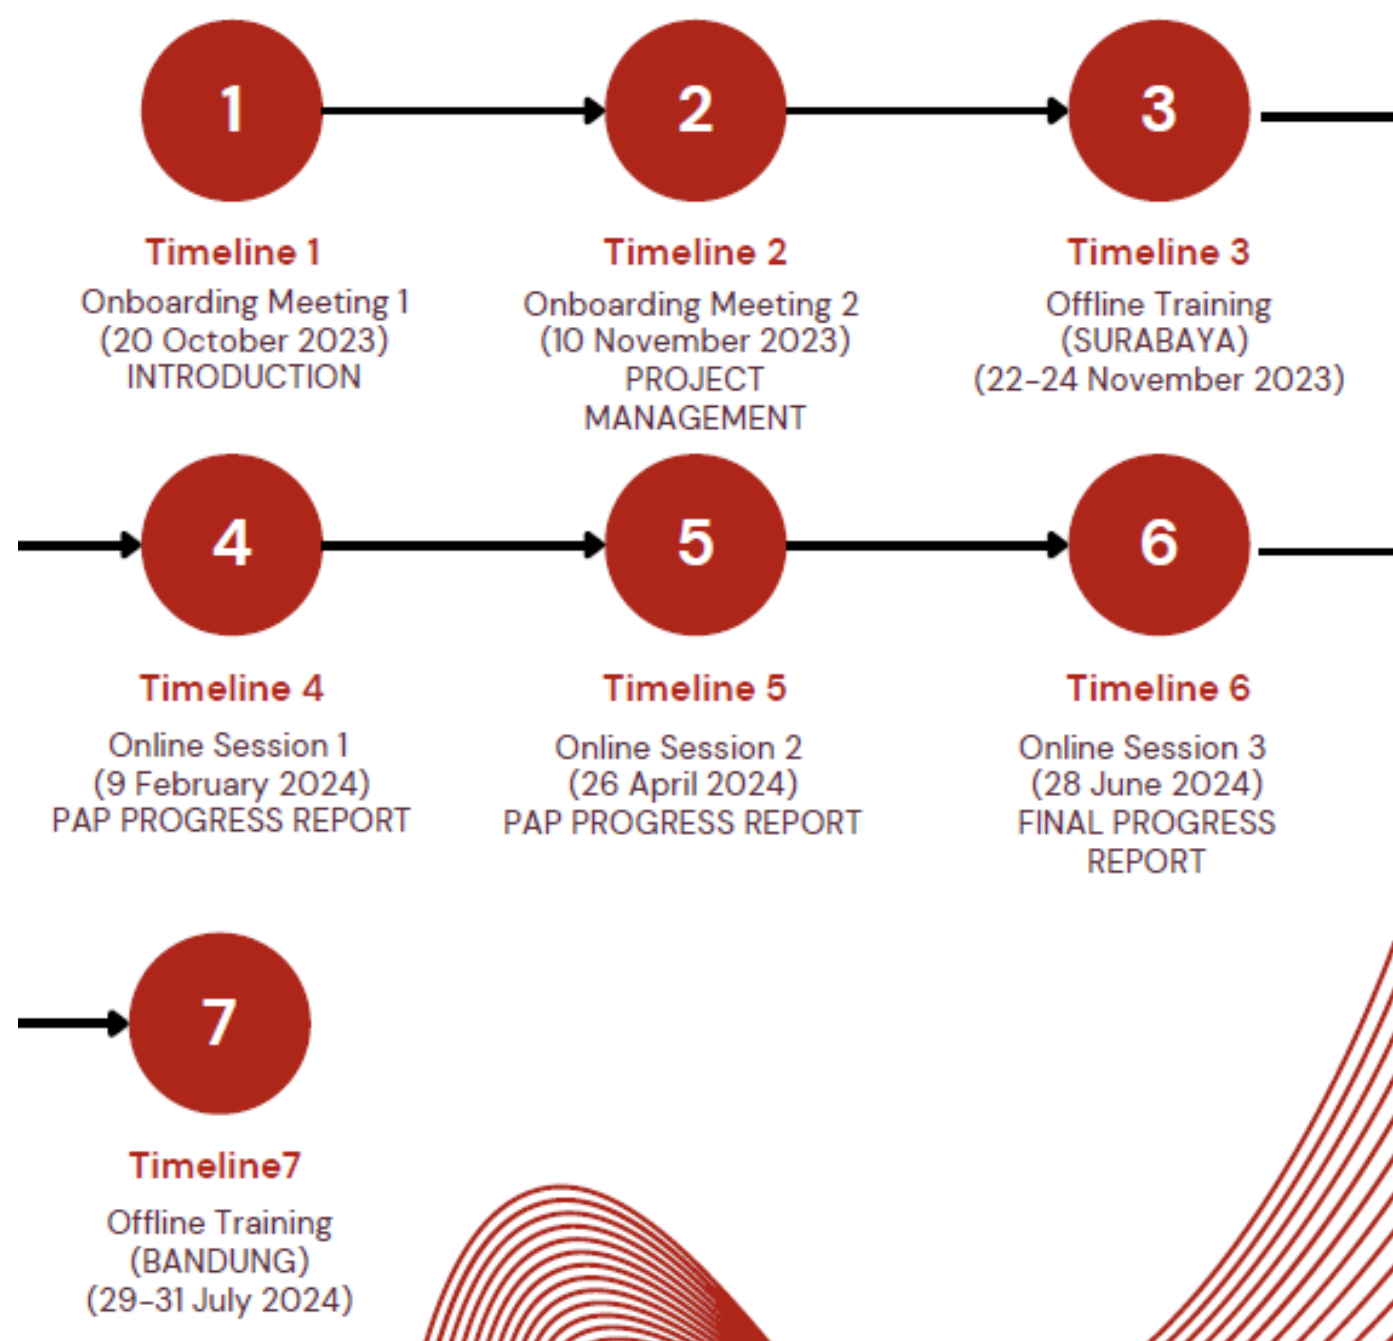 1
2
3
Timeline 1
Onboarding Meeting 1
(20 October 2023)
INTRODUCTION
Timeline 2
Onboarding Meeting 2
(10 November 2023)
PROJECT
MANAGEMENT
Timeline 3
Offline Training
(SURABAYA)
(22-24 November 2023)
4
5
6
Timeline 4
Online Session 1
(9 February 2024)
PAP PROGRESS REPORT
Timeline 5
Online Session 2
(26 April 2024)
PAP PROGRESS REPORT
Timeline 6
Online Session 3
(28 June 2024)
FINAL PROGRESS
REPORT
7
Timeline7
Offline Training
(BANDUNG)
(29-31 July 2024)